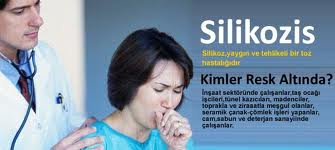 Silikozis
Silikoz,yaygın ve tehlikeli bir toz
hastalığıdır
Kimler Risk Altında?
İnşaat sektöründe çalışanlar,taş ocağı
işçileri,tünel kazıcıları, madenciler,
toprakla ve ziraatla meşgul olanlar,
seramik çanak-çömlek işleri yapanlar,
cam,sabun ve deterjan sanayiinde
çalışanlar.